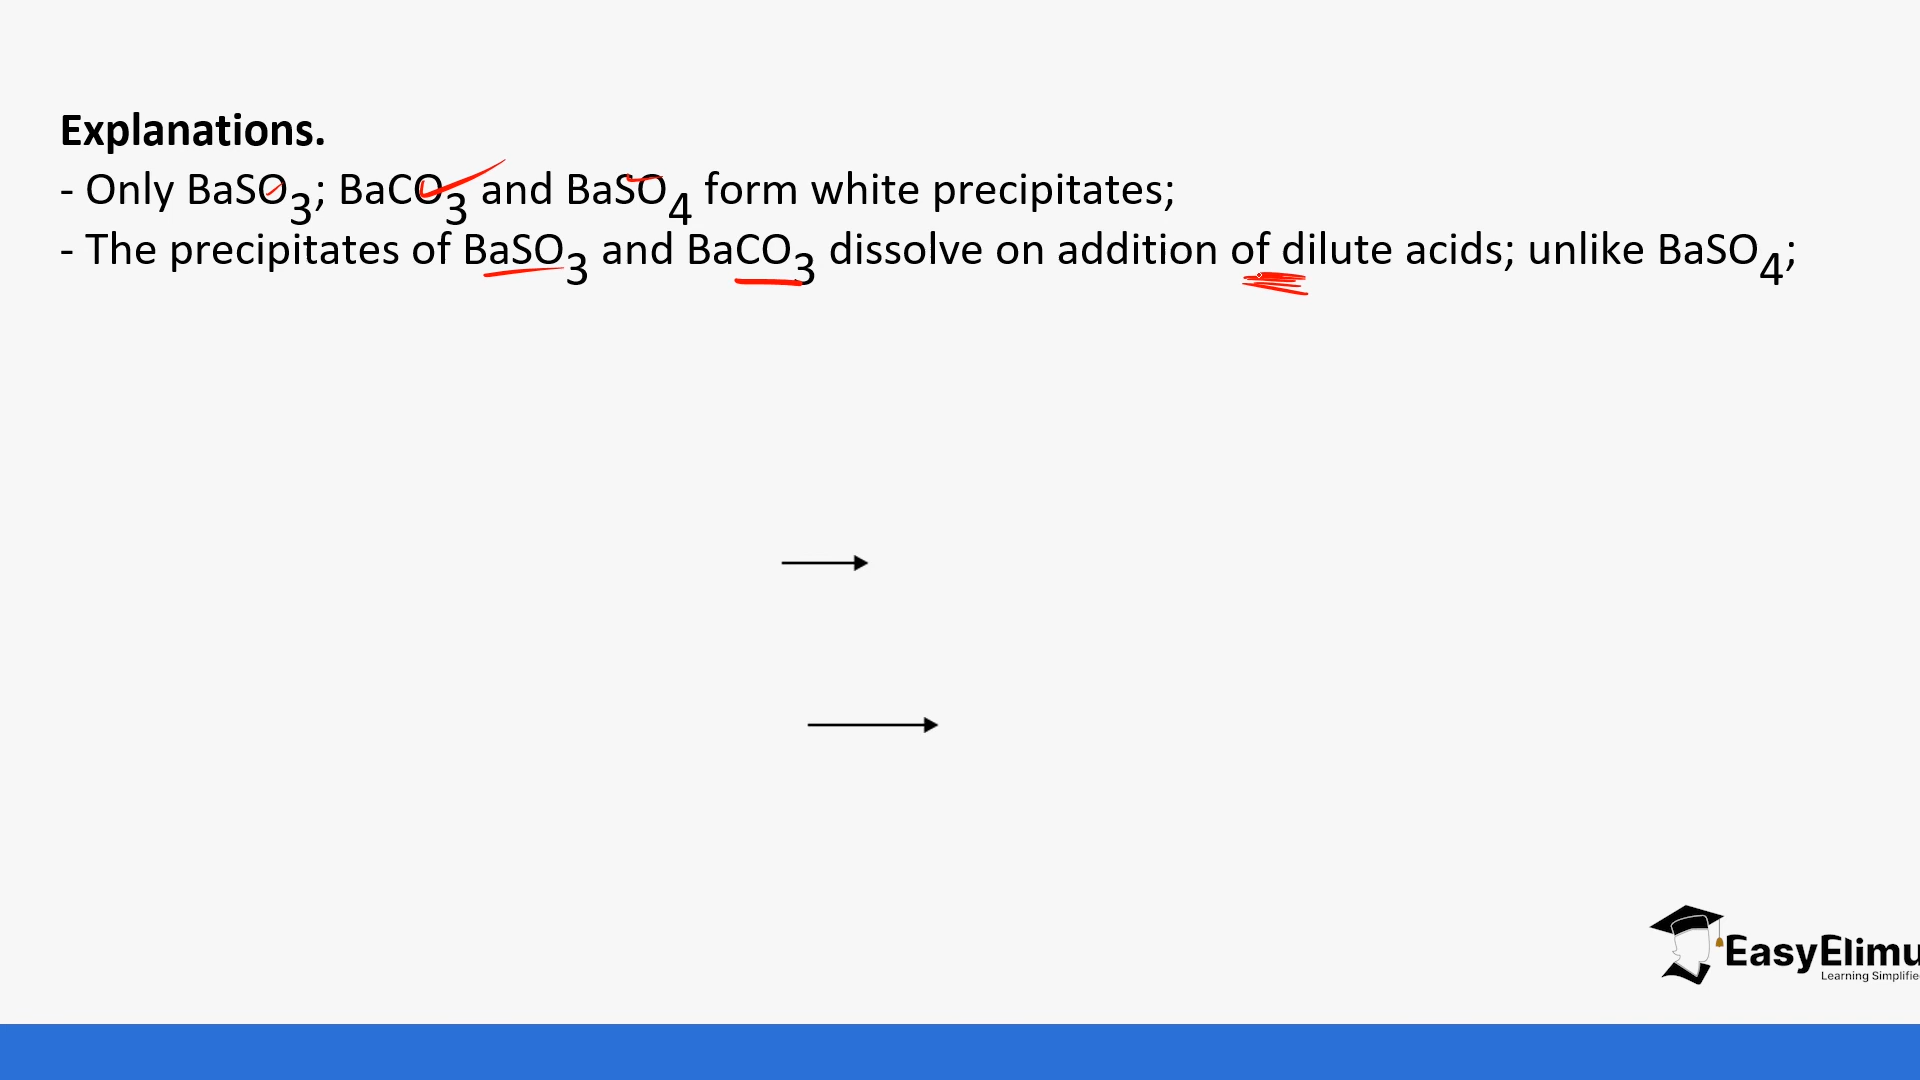 Explanations.
- Only BaSO3; BaCO3 and BaSO4 form white precipitates;
- The precipitates of BaSO3 and BaCO3 dissolve on addition of dilute acids; unlike BaSO4;
EasyElimu
Learning Simplifie